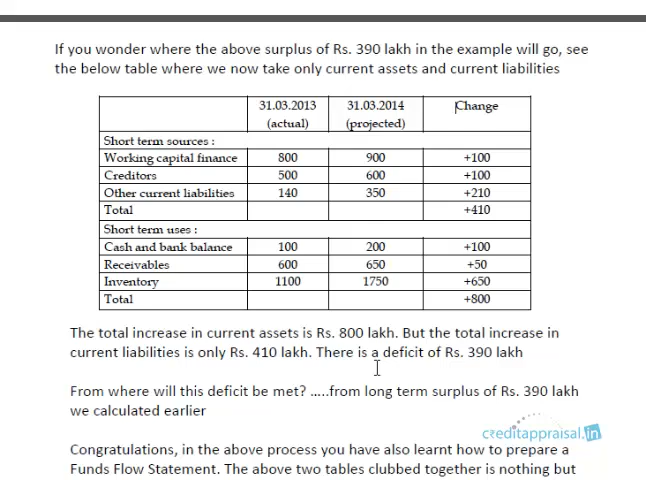 If you wonder where the above surplus of Rs. 390 lakh in the example will go, see
the below table where we now take only current assets and current liabilities
31.03.2013 31.03.2014 Change
(actual) (projected)
Short term sources :
Working capital finance 800 900 +100
Creditors 500 600 +100
Other current liabilities 140 350 +210
Total +410
Short term uses :
Cash and bank balance 100 200 +100
Receivables 600 650 +50
Inventory 1100 1750 +650
Total +800
The total increase in current assets is Rs. 800 lakh. But the total increase in
current liabilities is only Rs. 410 lakh. There is a deficit of Rs. 390 lakh
From where will this deficit be met? .....from long term surplus of Rs. 390 lakh
we calculated earlier
creditappraisal.in
Congratulations, in the above process you have also learnt how to prepare a
Funds Flow Statement. The above two tables clubbed together is nothing but